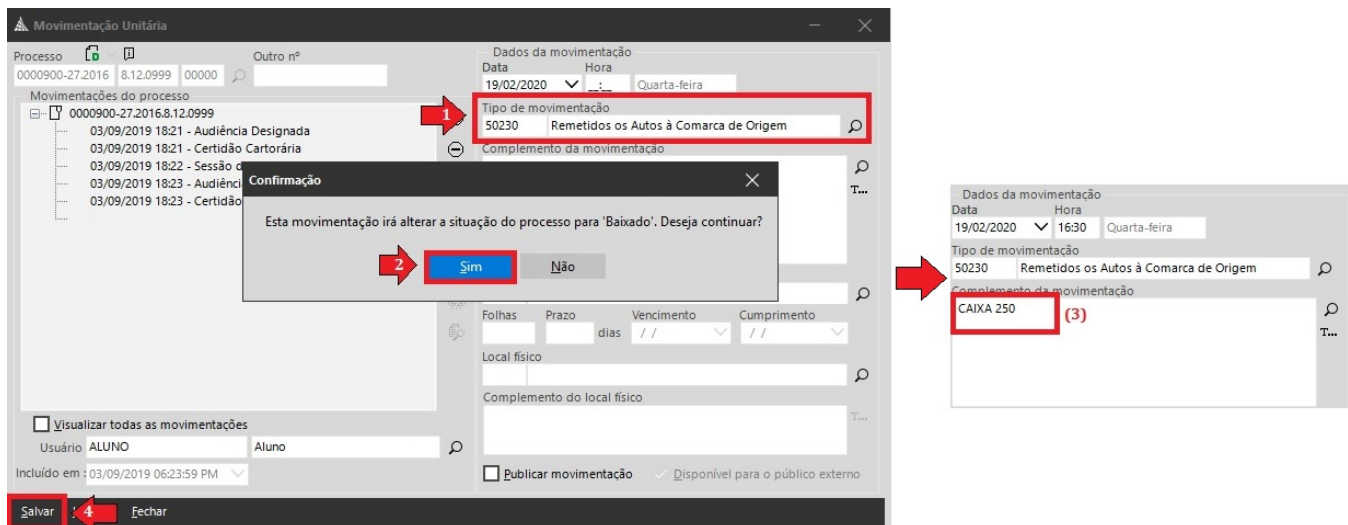 Movimentação Unitária
Processo
Outro nº
0000900-27.2016 8.12.0999 00000
Movimentações do processo
0000900-27.2016.8.12.0999
03/09/2019 18:21 - Audiência Designada
03/09/2019 18:21 - Certidão Cartorária
03/09/2019 18:22 - Sessão d
03/09/2019 18:23 - Audiênci
03/09/2019 18:23 - Certidão
Visualizar todas as movimentações
Usuário ALUNO Aluno
Incluído em : 03/09/2019 06:23:59 PM
Salvar 4 Fechar
Dados da movimentação
Data Hora
19/02/2020 __:__ Quarta-feira
1
Tipo de movimentação
50230 Remetidos os Autos à Comarca de Origem
Complemento da movimentação
T...
Confirmação
Esta movimentação irá alterar a situação do processo para 'Baixado'. Deseja continuar?
2 Sim Não
Folhas Prazo Vencimento Cumprimento
dias / / / /
Local físico
Complemento do local físico
T...
Publicar movimentação Disponível para o público externo
Dados da movimentação
Data Hora
19/02/2020 16:30 Quarta-feira
Tipo de movimentação
50230 Remetidos os Autos à Comarca de Origem
Complemento da movimentação
CAIXA 250 (3)
T...